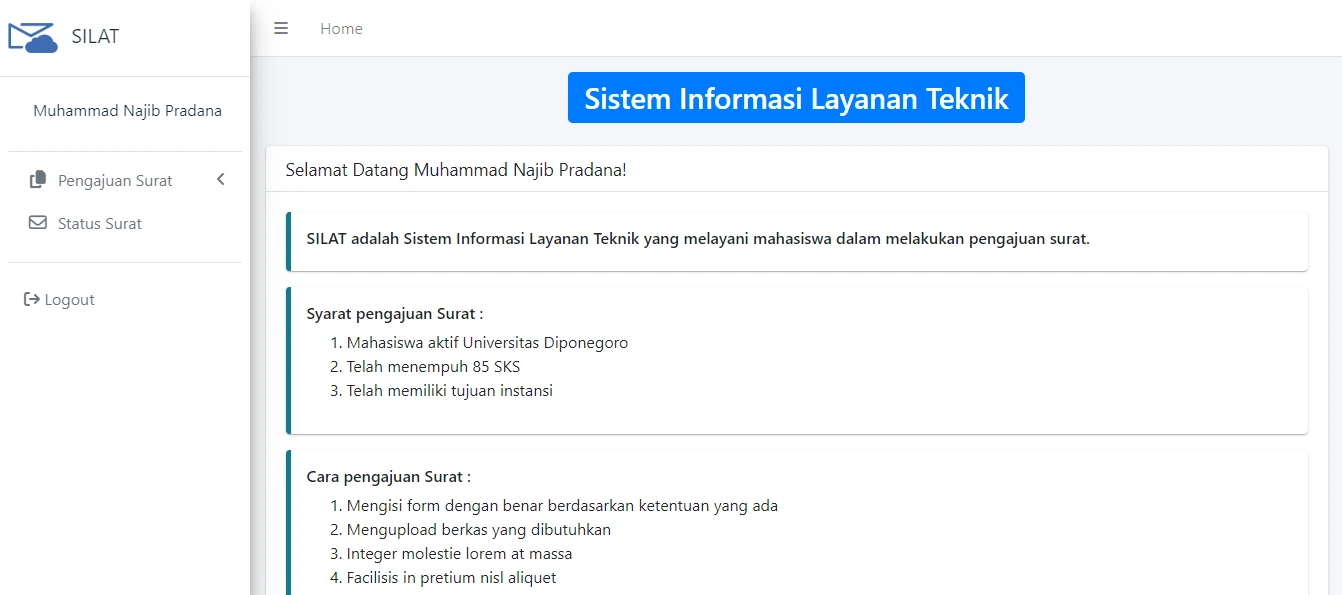 SILAT
Home
Muhammad Najib Pradana
Pengajuan Surat
Status Surat
Logout
Sistem Informasi Layanan Teknik
Selamat Datang Muhammad Najib Pradana!
SILAT adalah Sistem Informasi Layanan Teknik yang melayani mahasiswa dalam melakukan pengajuan surat.
Syarat pengajuan Surat :
1. Mahasiswa aktif Universitas Diponegoro
2. Telah menempuh 85 SKS
3. Telah memiliki tujuan instansi
Cara pengajuan Surat :
1. Mengisi form dengan benar berdasarkan ketentuan yang ada
2. Mengupload berkas yang dibutuhkan
3. Integer molestie lorem at massa
4. Facilisis in pretium nisl aliquet